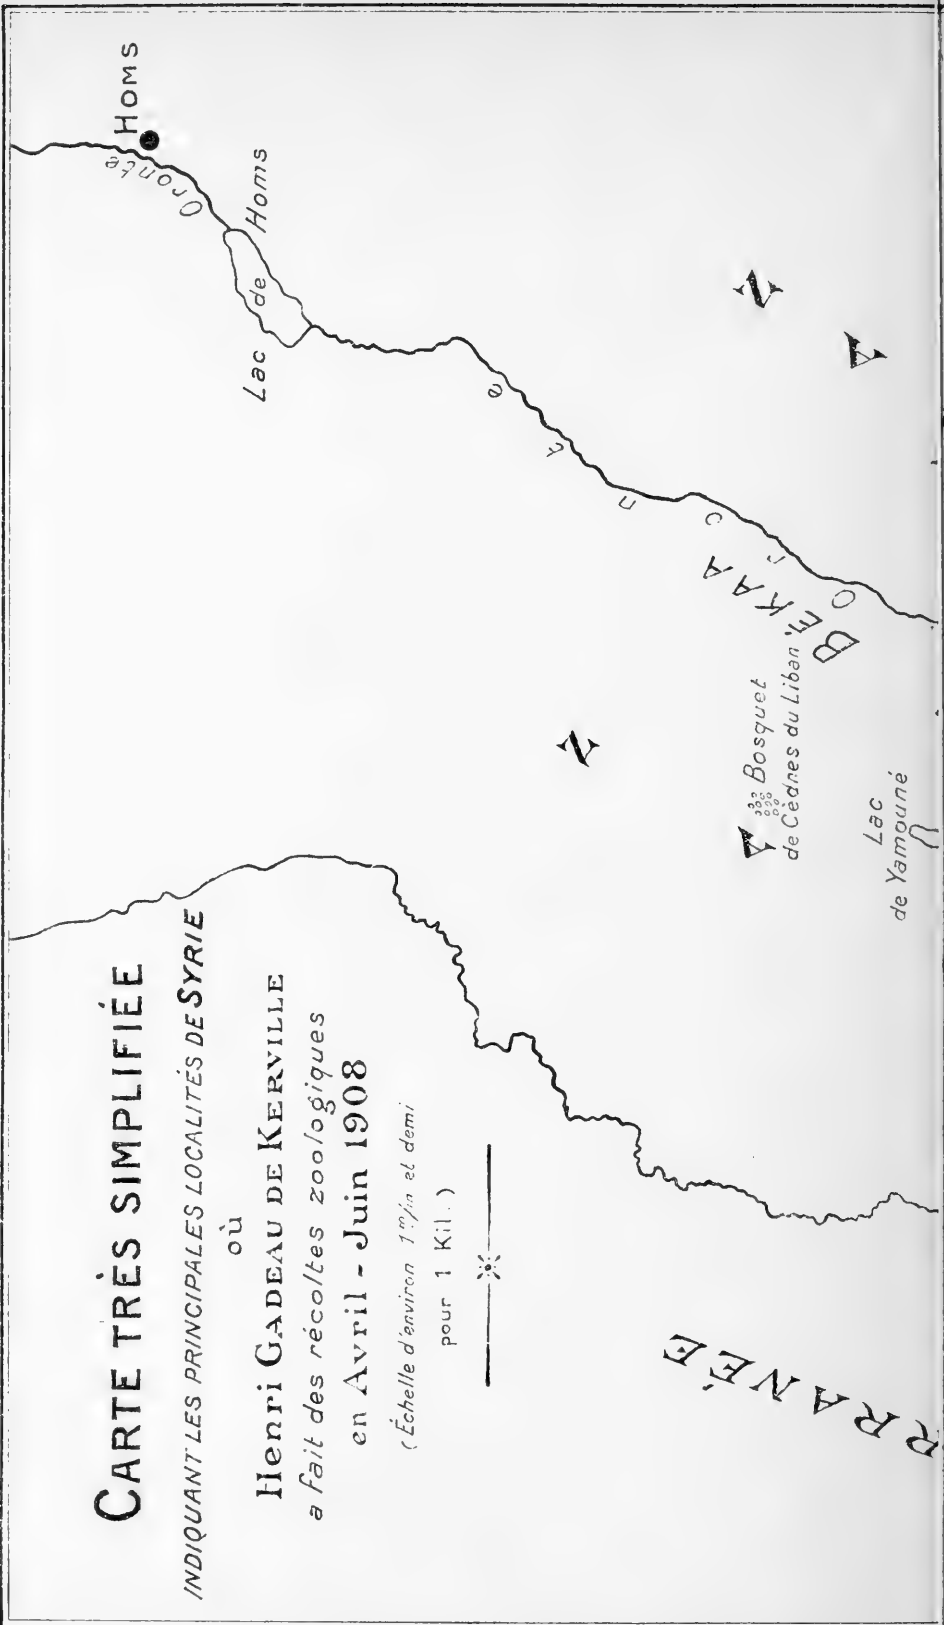 CARTE TRÈS SIMPLIFIÉE
INDIQUANT LES PRINCIPALES LOCALITÉS DE SYRIE
où
Henri GADEAU DE KERVILLE
a fait des récoltes zoologiques
en Avril - Juin 1908
(Échelle d'environ 1m/m et demi
pour 1 Kil.)
HOMS
Oronte
Lac de Homs
Oronte
BÉKAA
N
A
N
A
Bosquet
de Cèdres du Liban
Lac
de Yamouné
RRANÉE